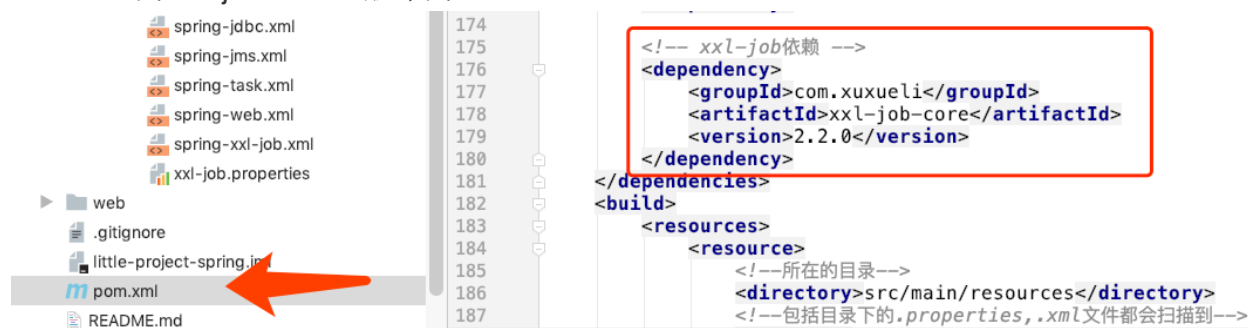 spring-jdbc.xml
spring-jms.xml
spring-task.xml
spring-web.xml
spring-xxl-job.xml
xxl-job.properties
web
.gitignore
little-project-spring.iml
pom.xml
README.md
174
175 <!-- xxl-job依赖 -->
176 <dependency>
177 <groupId>com.xuxueli</groupId>
178 <artifactId>xxl-job-core</artifactId>
179 <version>2.2.0</version>
180 </dependency>
181 </dependencies>
182 <build>
183 <resources>
184 <resource>
185 <!--所在的目录-->
186 <directory>src/main/resources</directory>
187 <!--包括目录下的.properties,.xml文件都会扫描到-->